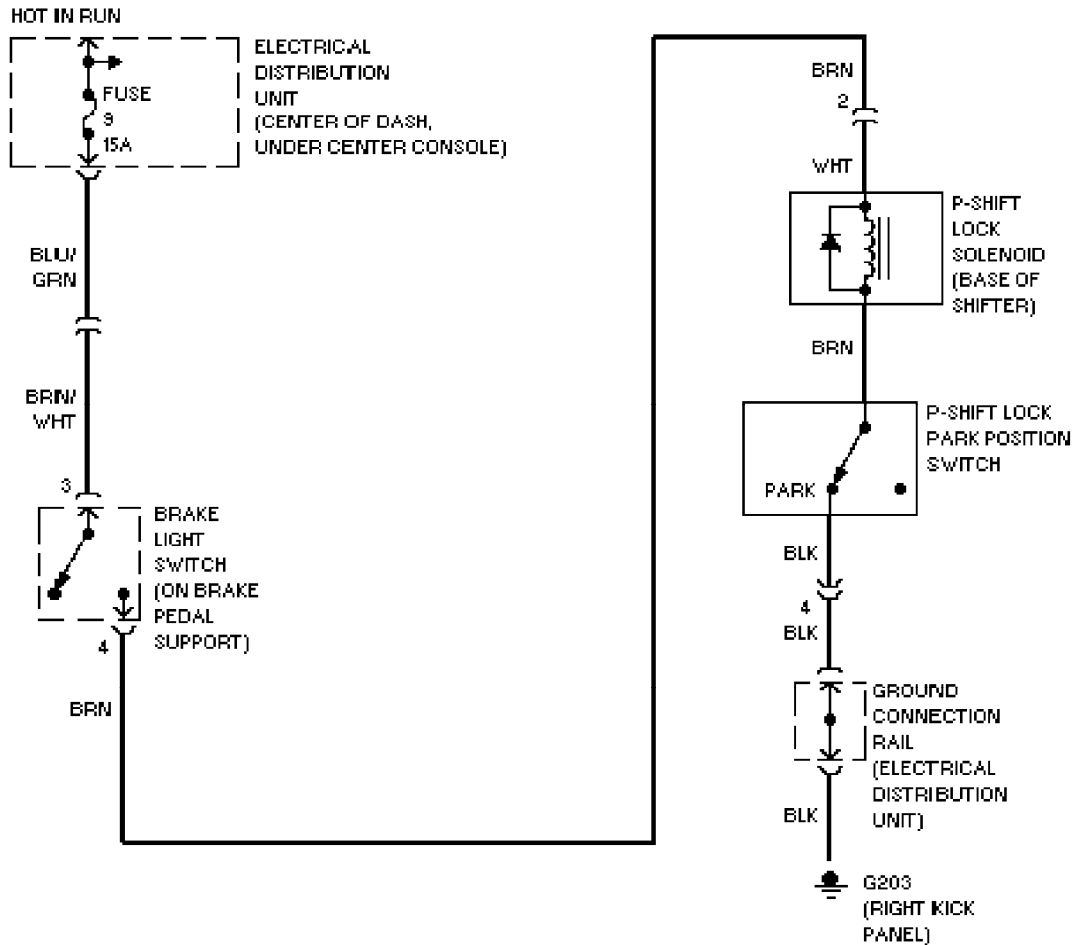 HOT IN RUN
ELECTRICAL
DISTRIBUTION
UNIT
(CENTER OF DASH,
UNDER CENTER CONSOLE)
FUSE
9
15A
BLU/
GRN
BRN/
WHT
3
BRAKE
LIGHT
SWITCH
(ON BRAKE
PEDAL
SUPPORT)
4
BRN
BRN
2
WHT
P-SHIFT
LOCK
SOLENOID
(BASE OF
SHIFTER)
BRN
P-SHIFT LOCK
PARK POSITION
SWITCH
PARK
BLK
4
BLK
GROUND
CONNECTION
RAIL
(ELECTRICAL
DISTRIBUTION
UNIT)
BLK
G203
(RIGHT KICK
PANEL)